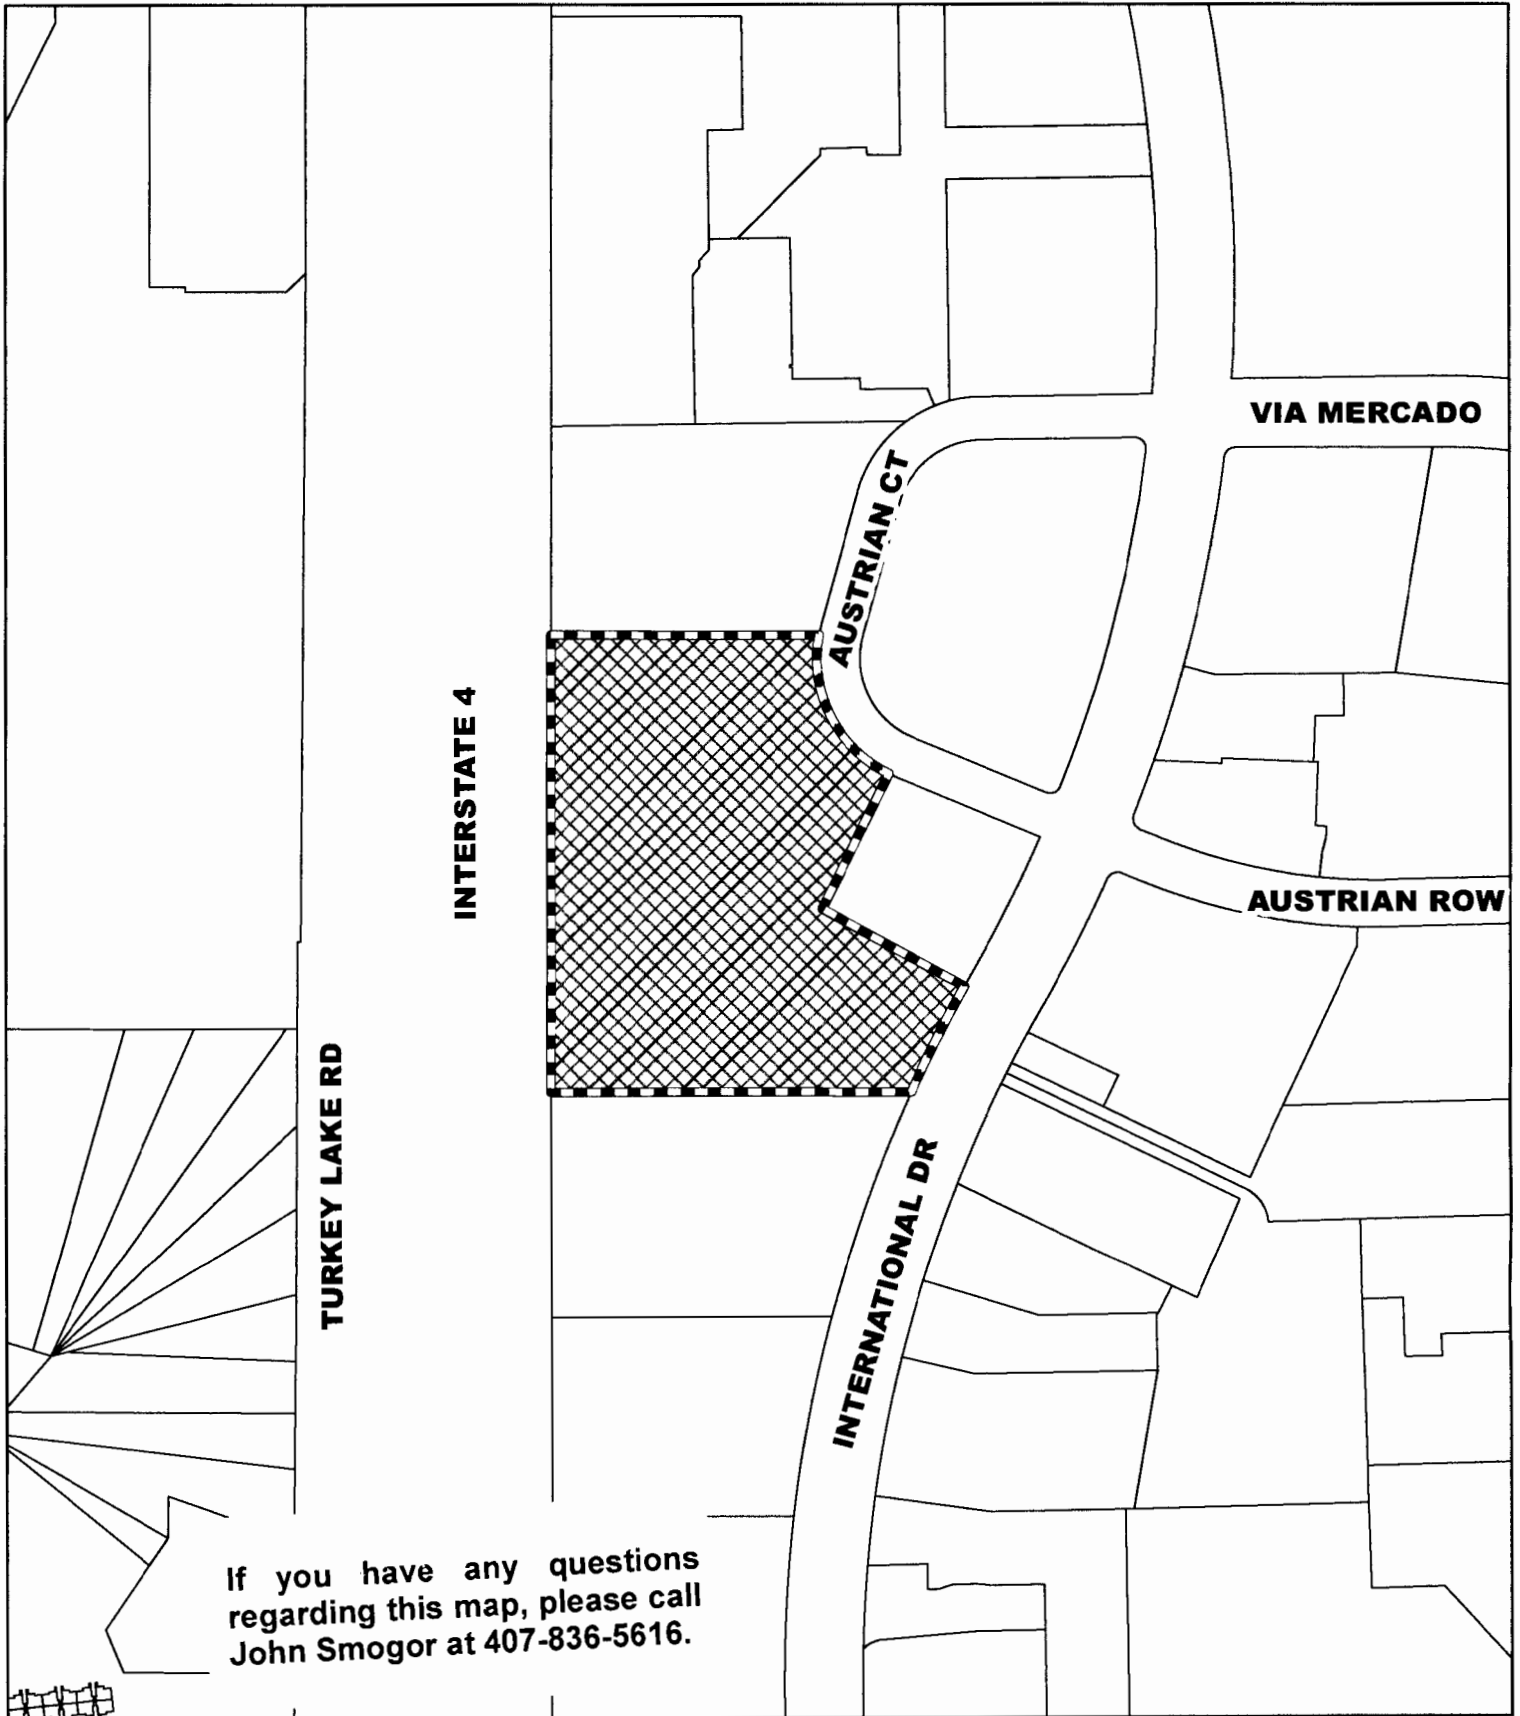 VIA MERCADO
AUSTRIAN CT
INTERSTATE 4
AUSTRIAN ROW
TURKEY LAKE RD
INTERNATIONAL DR
If you have any questions
regarding this map, please call
John Smogor at 407-836-5616.